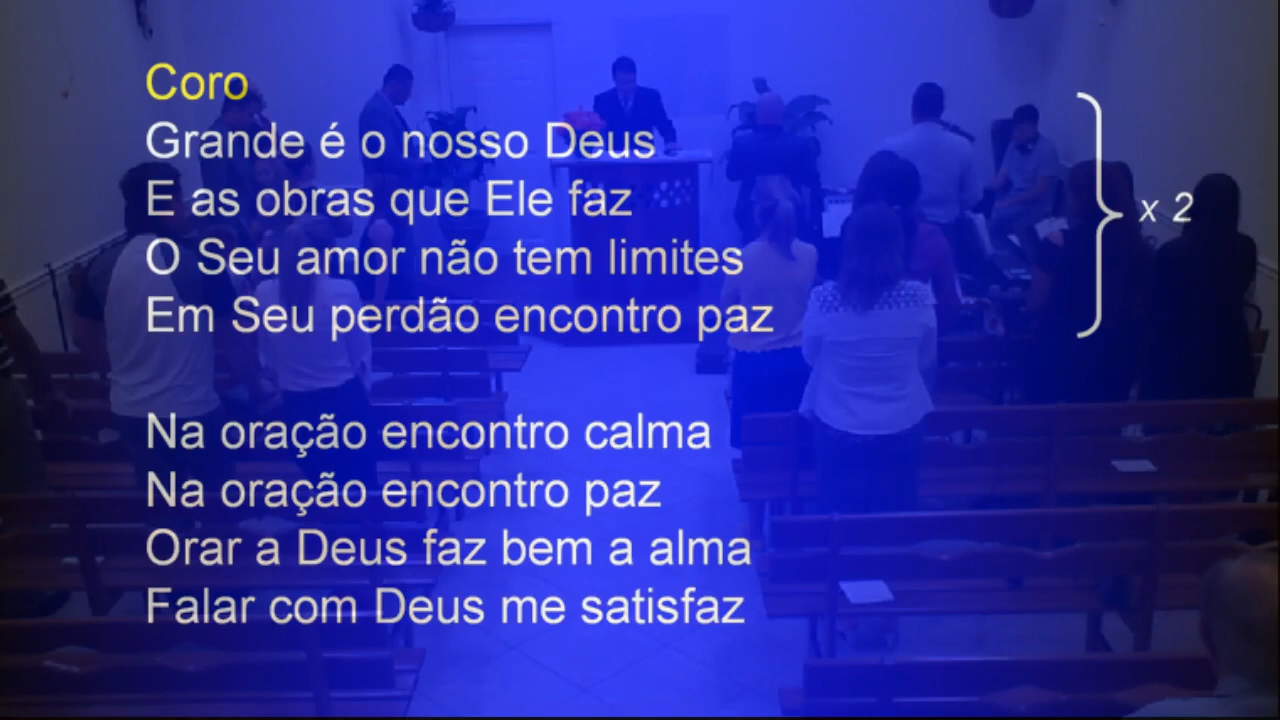 Coro
Grande é o nosso Deus
E as obras que Ele faz
O Seu amor não tem limites
Em Seu perdão encontro paz
x 2
Na oração encontro calma
Na oração encontro paz
Orar a Deus faz bem a alma
Falar com Deus me satisfaz